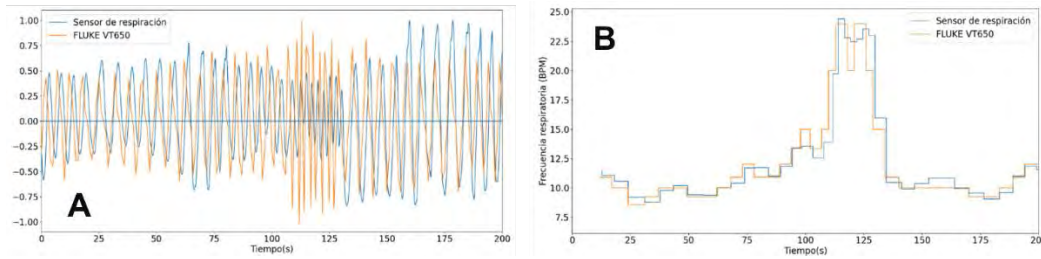 1.00
0.75
0.50
0.25
0.00
−0.25
−0.50
−0.75
−1.00
Sensor de respiración
FLUKE VT650
A
0 25 50 75 100 125 150 175 200
Tiempo(s)
25.0
22.5
20.0
17.5
15.0
12.5
10.0
7.5
Frecuencia respiratoria (BPM)
B
Sensor de respiración
FLUKE VT650
0 25 50 75 100 125 150 175 200
Tiempo(s)